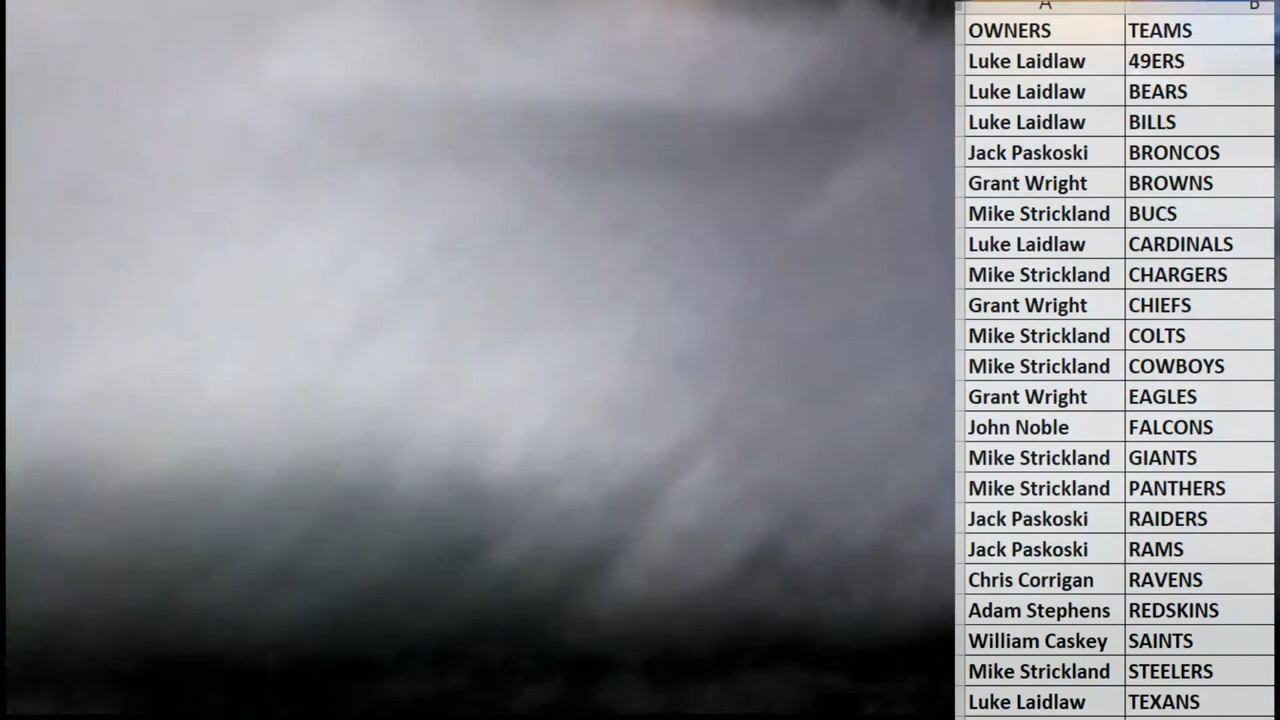 A B
OWNERS TEAMS
Luke Laidlaw 49ERS
Luke Laidlaw BEARS
Luke Laidlaw BILLS
Jack Paskoski BRONCOS
Grant Wright BROWNS
Mike Strickland BUCS
Luke Laidlaw CARDINALS
Mike Strickland CHARGERS
Grant Wright CHIEFS
Mike Strickland COLTS
Mike Strickland COWBOYS
Grant Wright EAGLES
John Noble FALCONS
Mike Strickland GIANTS
Mike Strickland PANTHERS
Jack Paskoski RAIDERS
Jack Paskoski RAMS
Chris Corrigan RAVENS
Adam Stephens REDSKINS
William Caskey SAINTS
Mike Strickland STEELERS
Luke Laidlaw TEXANS